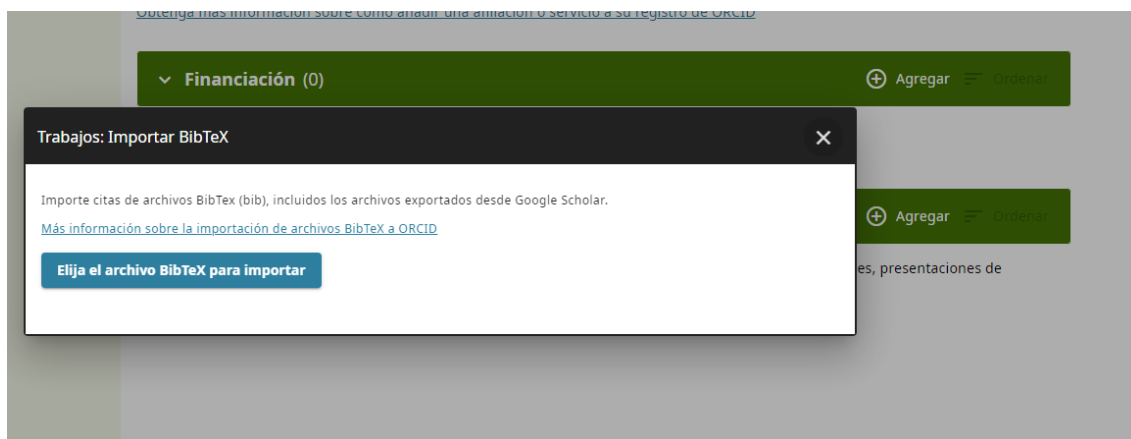 Obtenga más información sobre cómo añadir una afiliación o servicio a su registro de ORCID
Financiación (0)
Agregar
Ordenar
Trabajos: Importar BibTeX
Importe citas de archivos BibTex (bib), incluidos los archivos exportados desde Google Scholar.
Más información sobre la importación de archivos BibTeX a ORCID
Agregar
Ordenar
Elija el archivo BibTeX para importar
es, presentaciones de